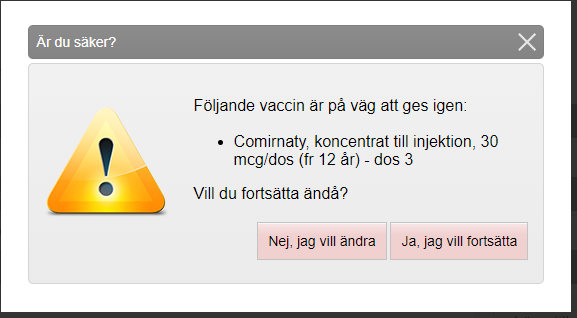 Är du säker?
Följande vaccin är på väg att ges igen:
• Comirnaty, koncentrat till injektion, 30
mcg/dos (fr 12 år) - dos 3
Vill du fortsätta ändå?
Nej, jag vill ändra
Ja, jag vill fortsätta